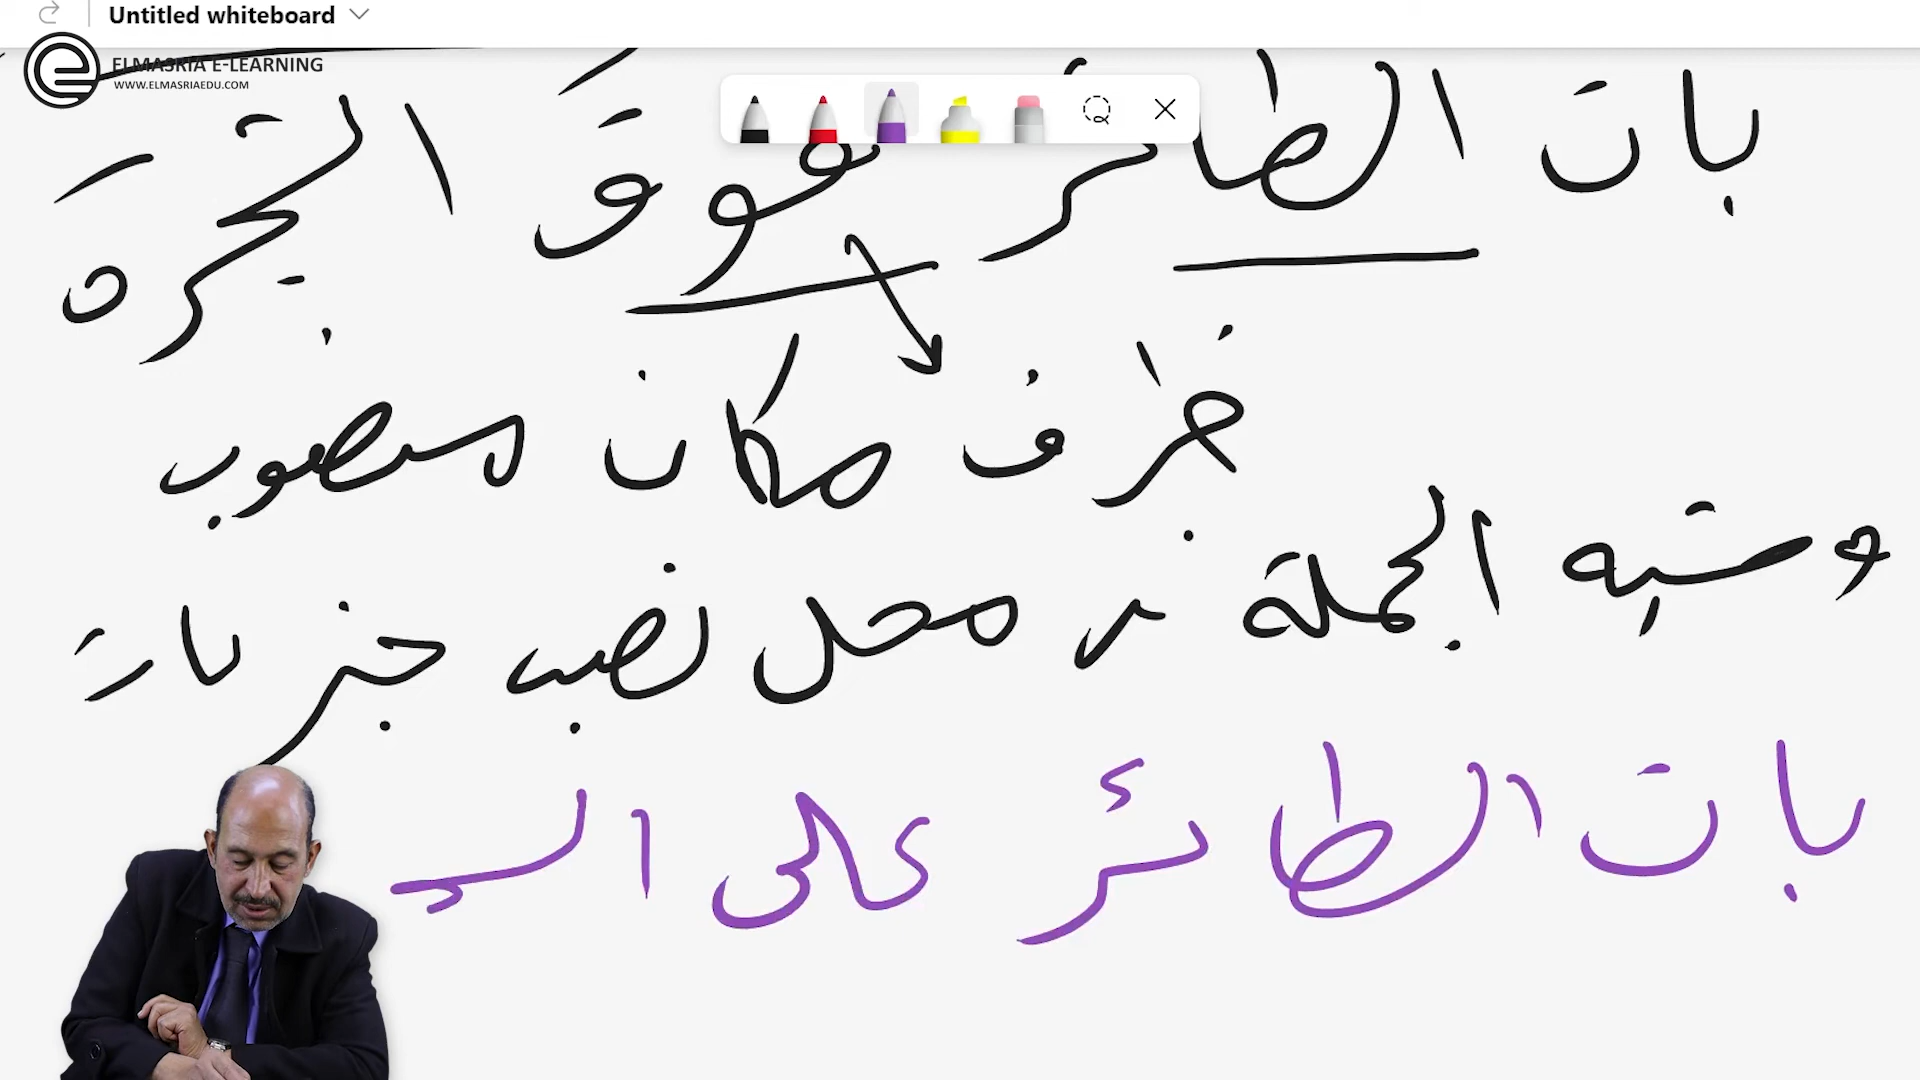 Untitled whiteboard
ELMASRIA E-LEARNING
WWW.ELMASRIAEDU.COM
بات الطائر فوق الشجرة
ظرف مكان منصوب
وشبه الجملة في محل نصب خبر بات
بات الطائر على الـ